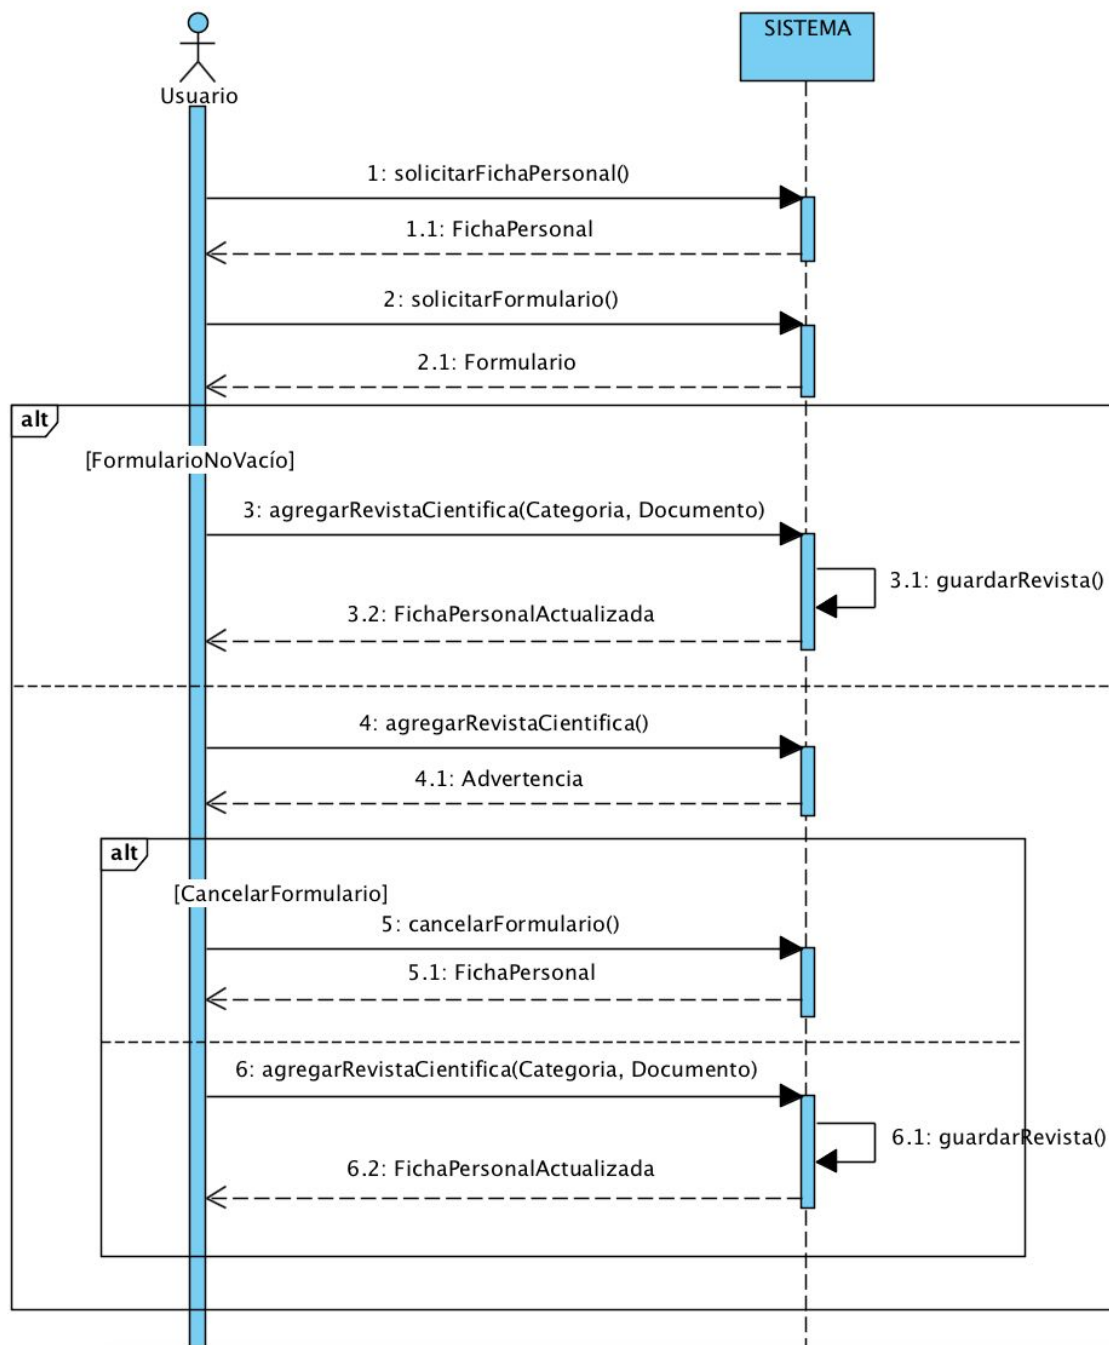 SISTEMA
Usuario
1: solicitarFichaPersonal()
1.1: FichaPersonal
2: solicitarFormulario()
2.1: Formulario
alt
[FormularioNoVacío]
3: agregarRevistaCientifica(Categoria, Documento)
3.1: guardarRevista()
3.2: FichaPersonalActualizada
4: agregarRevistaCientifica()
4.1: Advertencia
alt
[CancelarFormulario]
5: cancelarFormulario()
5.1: FichaPersonal
6: agregarRevistaCientifica(Categoria, Documento)
6.1: guardarRevista()
6.2: FichaPersonalActualizada